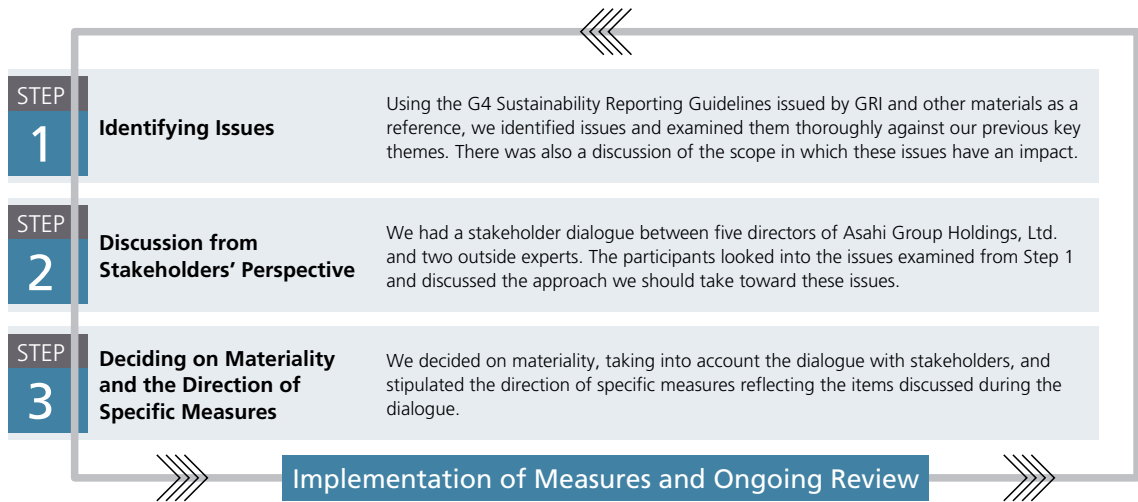 STEP
1
Identifying Issues
Using the G4 Sustainability Reporting Guidelines issued by GRI and other materials as a
reference, we identified issues and examined them thoroughly against our previous key
themes. There was also a discussion of the scope in which these issues have an impact.
STEP
2
Discussion from
Stakeholders’ Perspective
We had a stakeholder dialogue between five directors of Asahi Group Holdings, Ltd.
and two outside experts. The participants looked into the issues examined from Step 1
and discussed the approach we should take toward these issues.
STEP
3
Deciding on Materiality
and the Direction of
Specific Measures
We decided on materiality, taking into account the dialogue with stakeholders, and
stipulated the direction of specific measures reflecting the items discussed during the
dialogue.
Implementation of Measures and Ongoing Review